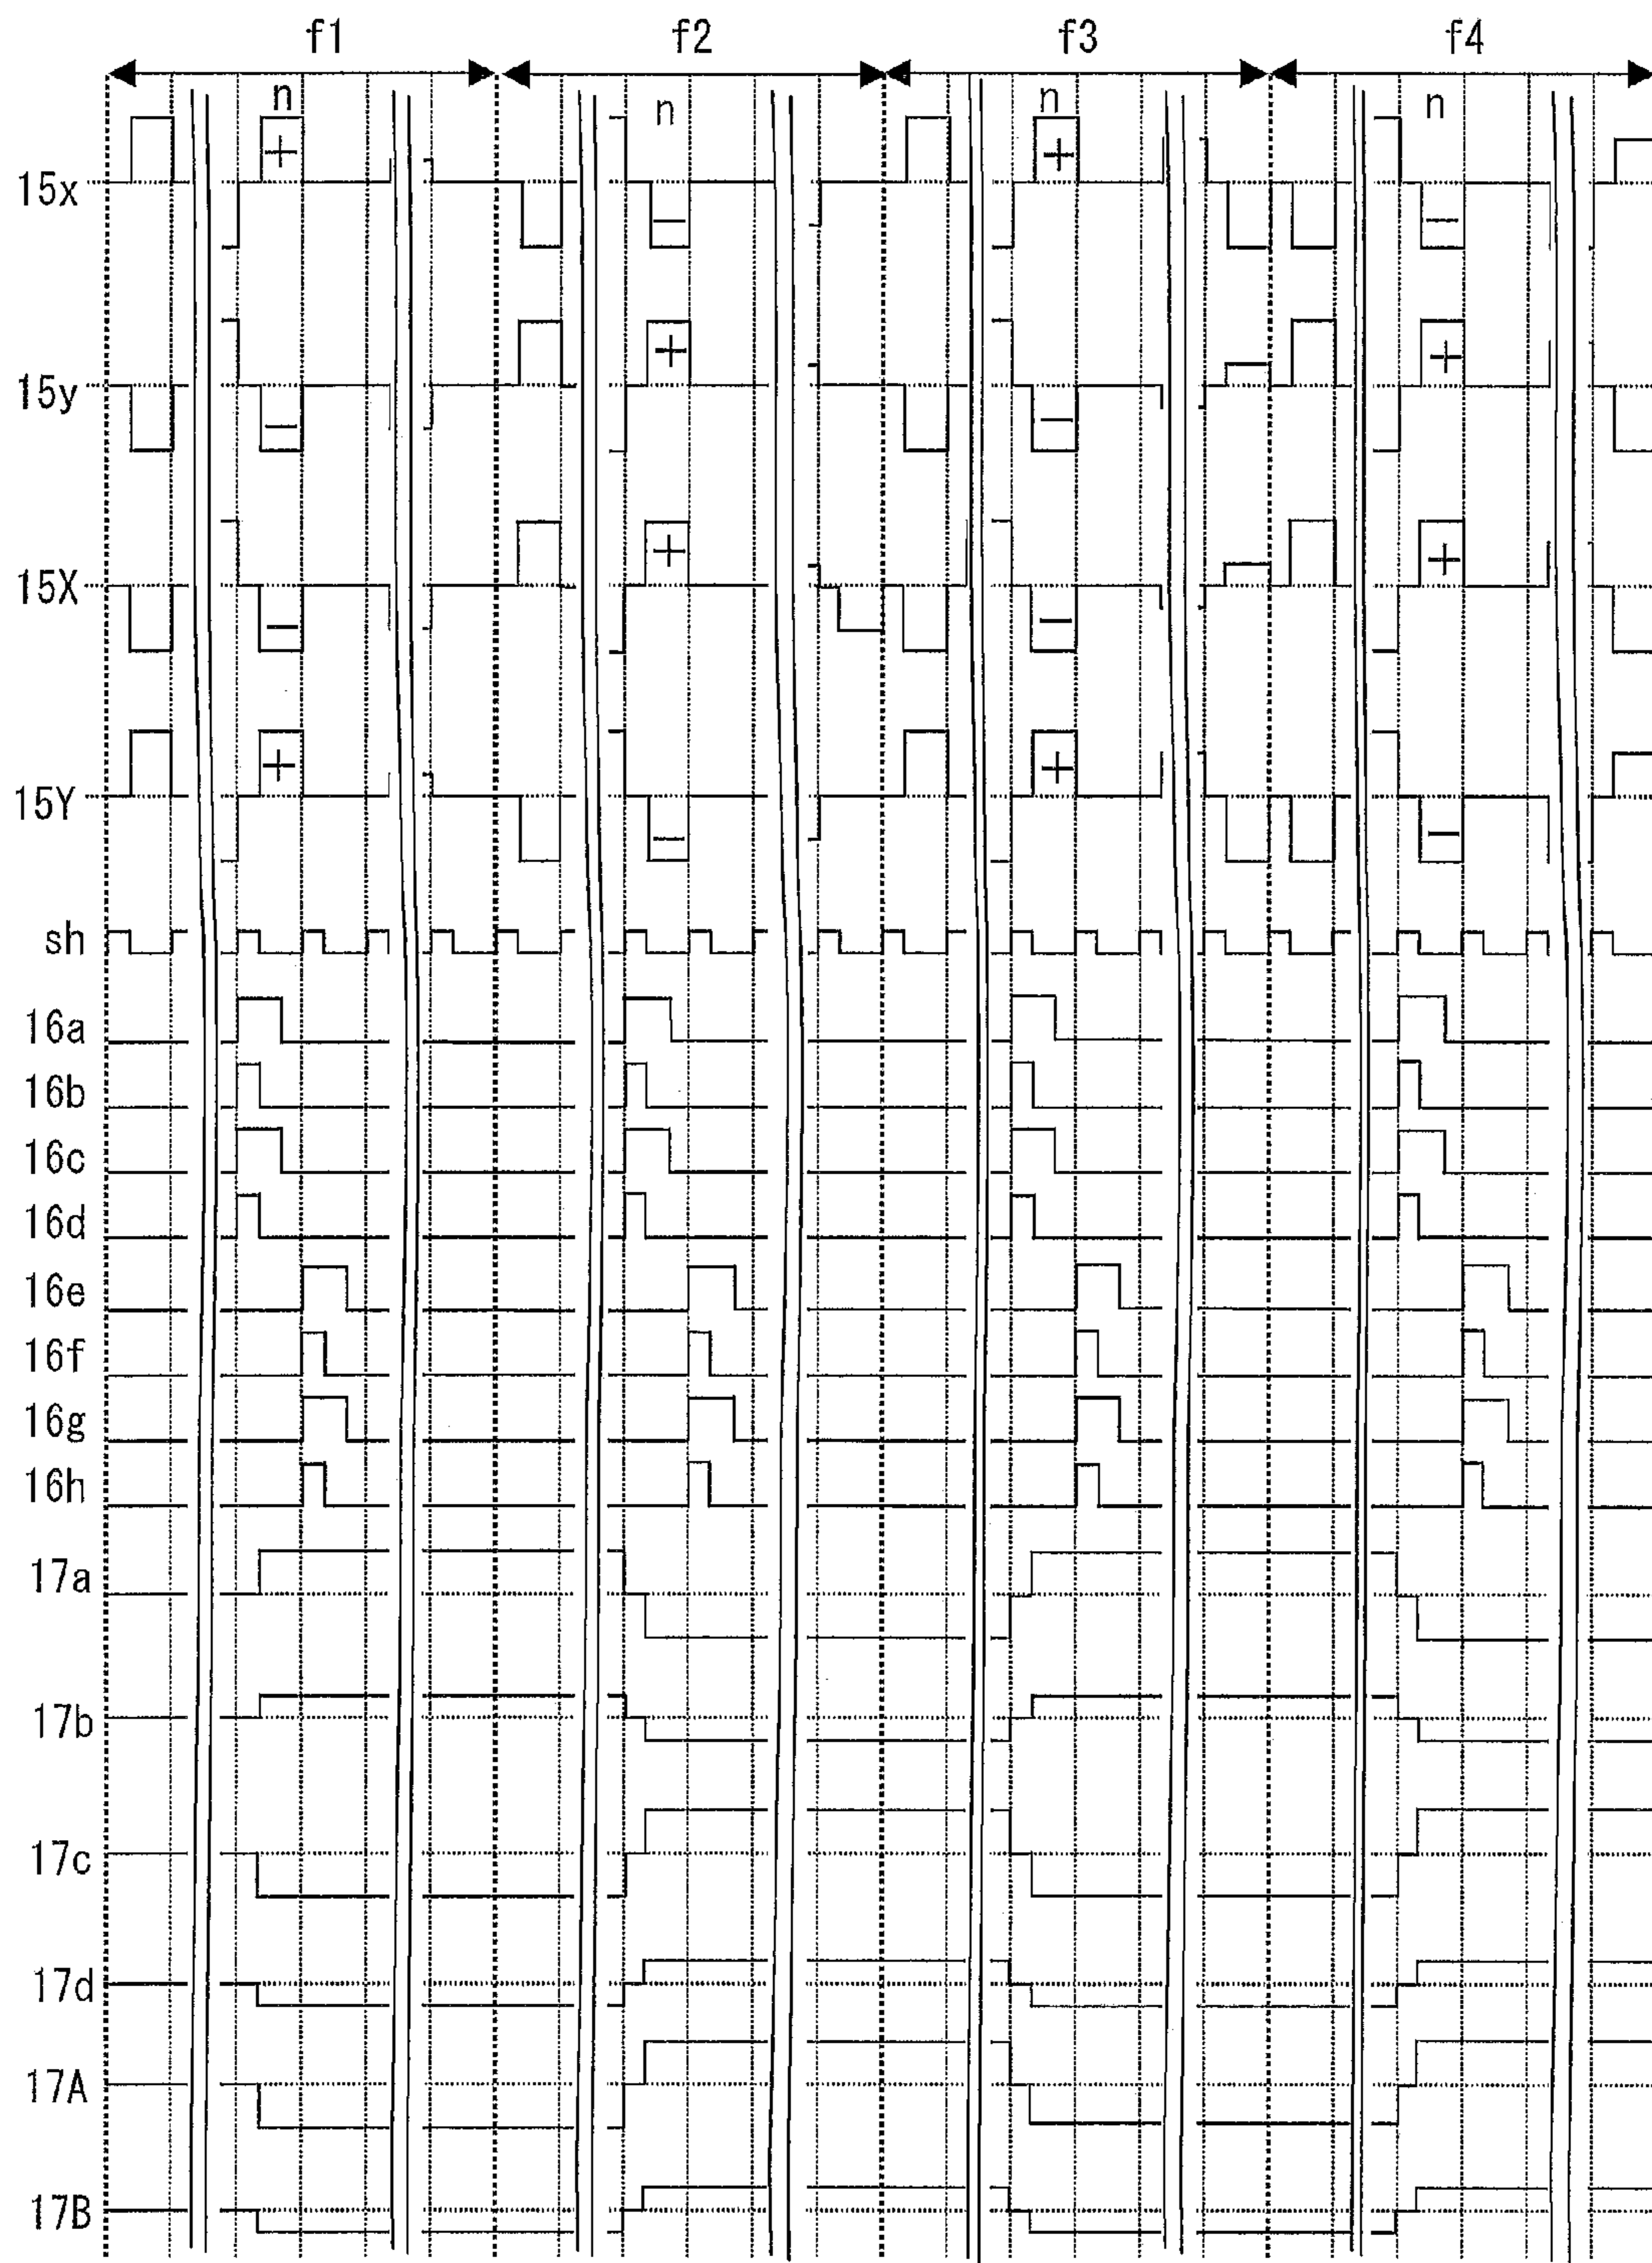 f1 f2 f3 f4
n n n n
15x + − + −
15y − + − +
15X − + − +
15Y + − + −
sh
16a
16b
16c
16d
16e
16f
16g
16h
17a
17b
17c
17d
17A
17B